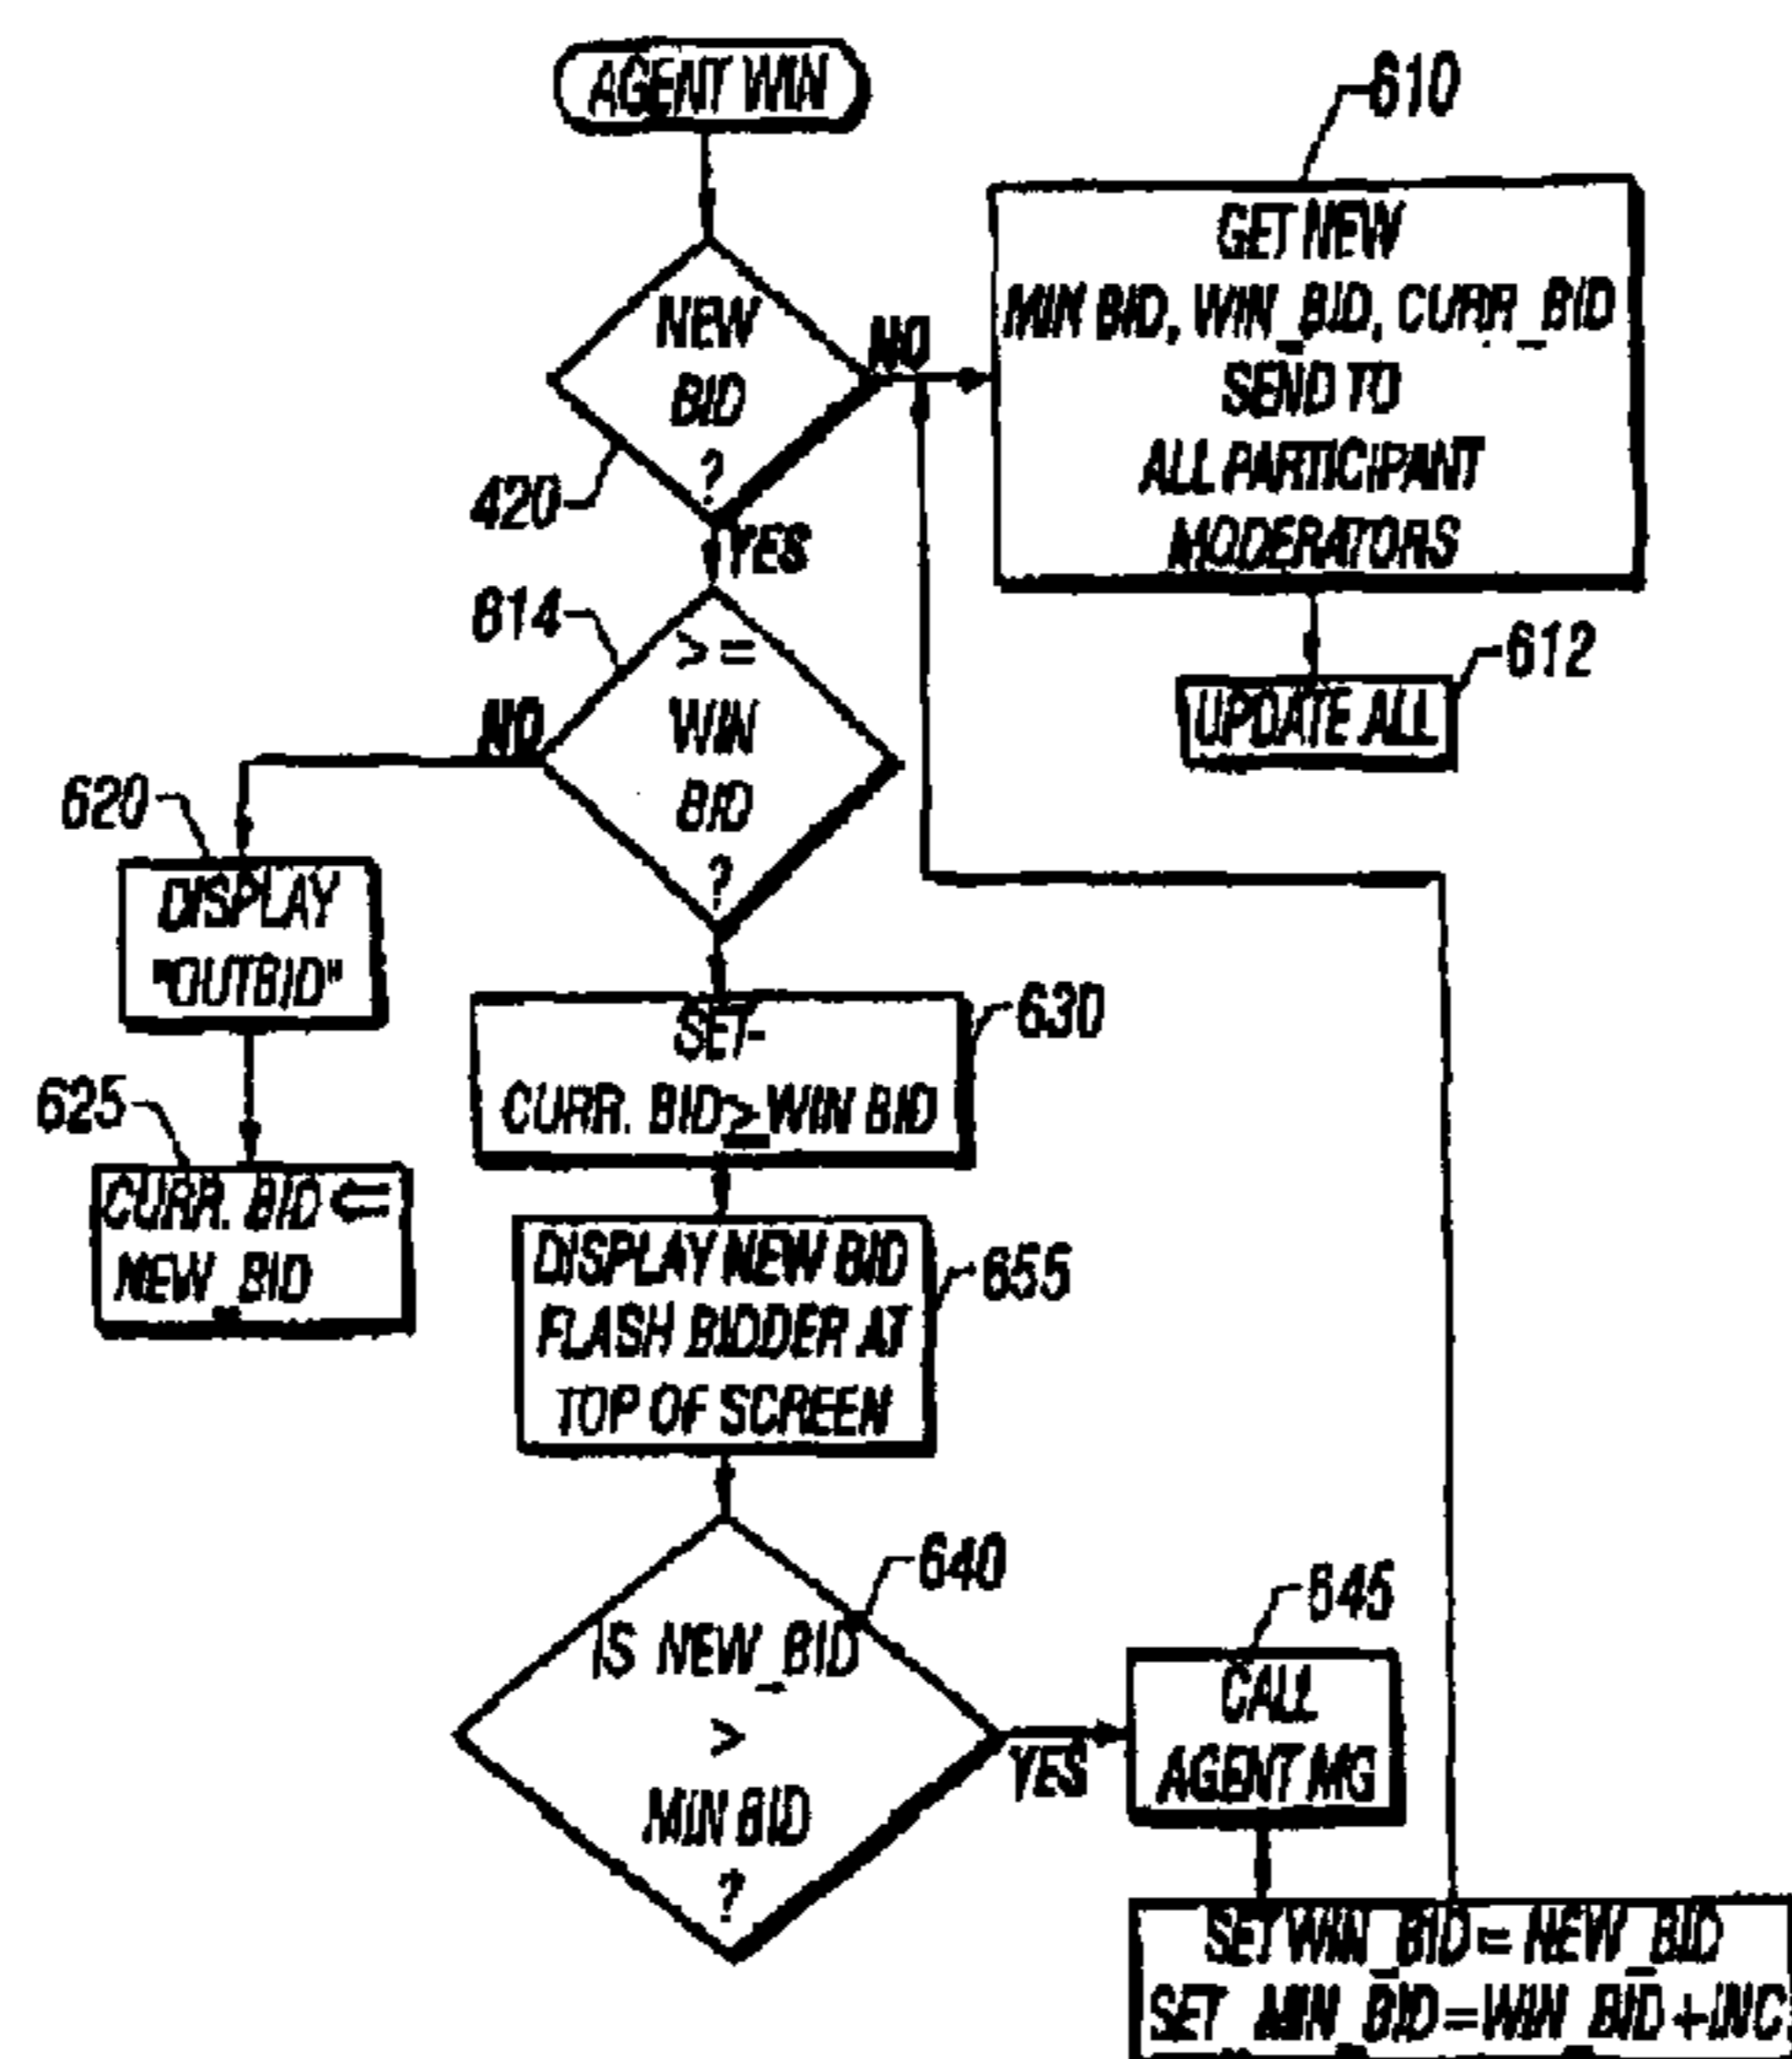 AGENT WIN
610
NEW
BID
?
420
NO
YES
GET NEW
MIN BID, WIN_BID, CURR_BID
SEND TO
ALL PARTICIPANT
MODERATORS
612
UPDATE ALL
614
>=
WIN
BID
?
NO
620
DISPLAY
"OUTBID"
625
CURR. BID ⇐
NEW_BID
630
SET-
CURR. BID ≥ WIN BID
655
DISPLAY NEW BID
FLASH BIDDER AT
TOP OF SCREEN
640
IS NEW_BID
>
MIN BID
?
YES
645
CALL
AGENT MG
SET WIN_BID = NEW_BID
SET MIN_BID = WIN_BID + INC